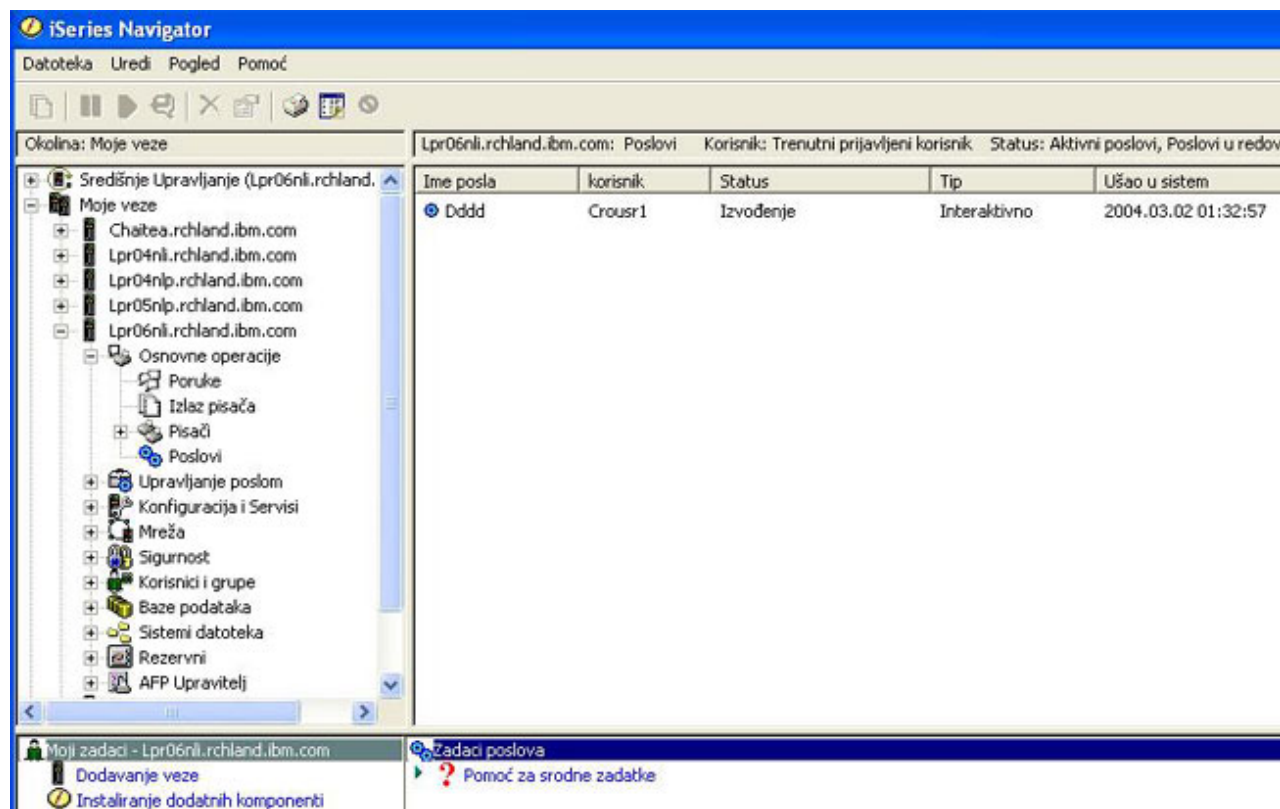 iSeries Navigator
Datoteka Uredi Pogled Pomoć
Okolina: Moje veze
Lpr06nli.rchland.ibm.com: Poslovi Korisnik: Trenutni prijavljeni korisnik Status: Aktivni poslovi, Poslovi u redov
Središnje Upravljanje (Lpr06nli.rchland.
Moje veze
Chaitea.rchland.ibm.com
Lpr04nli.rchland.ibm.com
Lpr04nlp.rchland.ibm.com
Lpr05nlp.rchland.ibm.com
Lpr06nli.rchland.ibm.com
Osnovne operacije
Poruke
Izlaz pisača
Pisači
Poslovi
Upravljanje poslom
Konfiguracija i Servisi
Mreža
Sigurnost
Korisnici i grupe
Baze podataka
Sistemi datoteka
Rezervni
AFP Upravitelj
Ime posla korisnik Status Tip Ušao u sistem
Dddd Crousr1 Izvođenje Interaktivno 2004.03.02 01:32:57
Moji zadaci - Lpr06nli.rchland.ibm.com
Dodavanje veze
Instaliranje dodatnih komponenti
Zadaci poslova
Pomoć za srodne zadatke